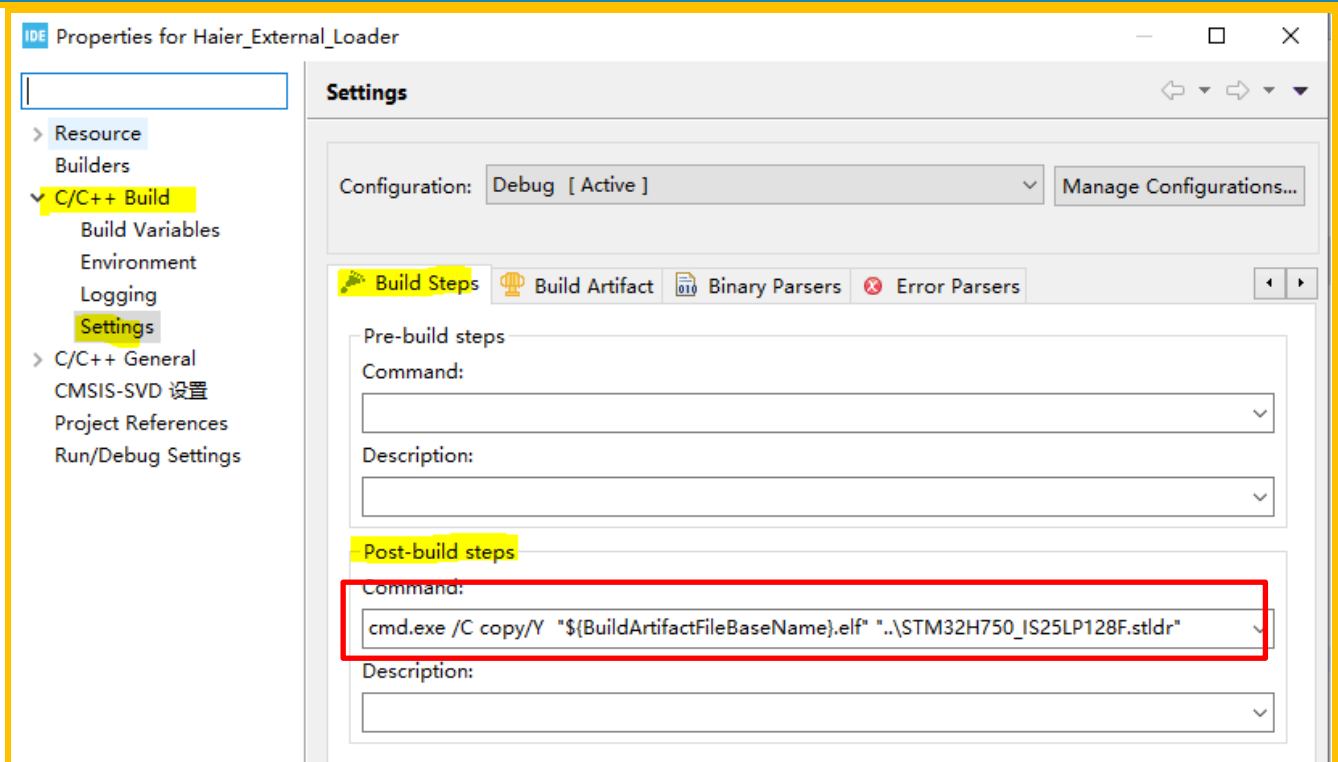 IDE Properties for Haier_External_Loader
Settings
Resource
Builders
C/C++ Build
Build Variables
Environment
Logging
Settings
C/C++ General
CMSIS-SVD 设置
Project References
Run/Debug Settings
Configuration: Debug [ Active ] Manage Configurations...
Build Steps Build Artifact 010 Binary Parsers Error Parsers
Pre-build steps
Command:
Description:
Post-build steps
Command:
cmd.exe /C copy/Y "${BuildArtifactFileBaseName}.elf" "..\STM32H750_IS25LP128F.stldr"
Description: